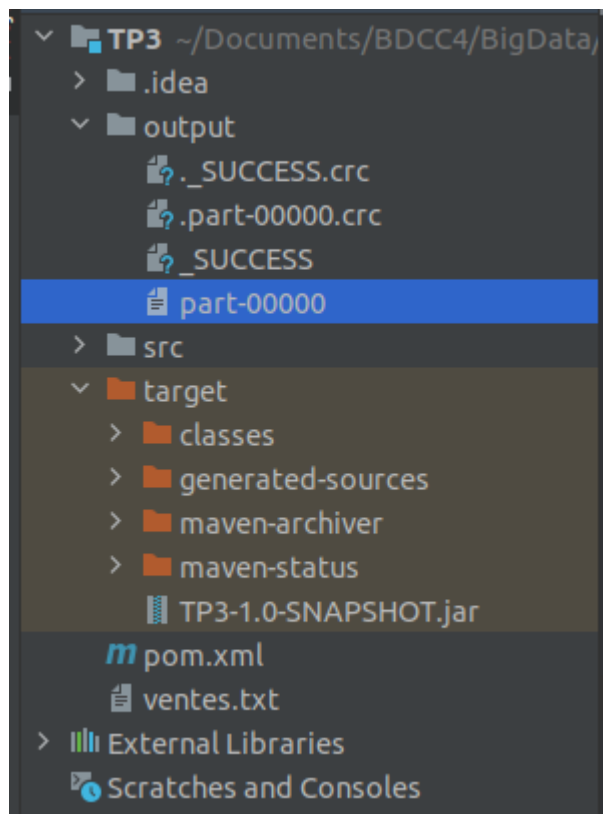 TP3 ~/Documents/BDCC4/BigData/
.idea
output
._SUCCESS.crc
.part-00000.crc
_SUCCESS
part-00000
src
target
classes
generated-sources
maven-archiver
maven-status
TP3-1.0-SNAPSHOT.jar
m pom.xml
ventes.txt
External Libraries
Scratches and Consoles